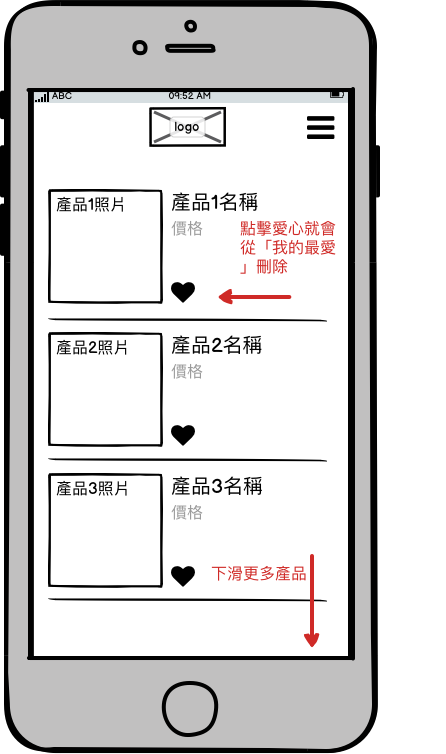 ABC 09:52 AM
logo
產品1照片
產品1名稱
價格
點擊愛心就會
從「我的最愛
」刪除
產品2照片
產品2名稱
價格
產品3照片
產品3名稱
價格
下滑更多產品